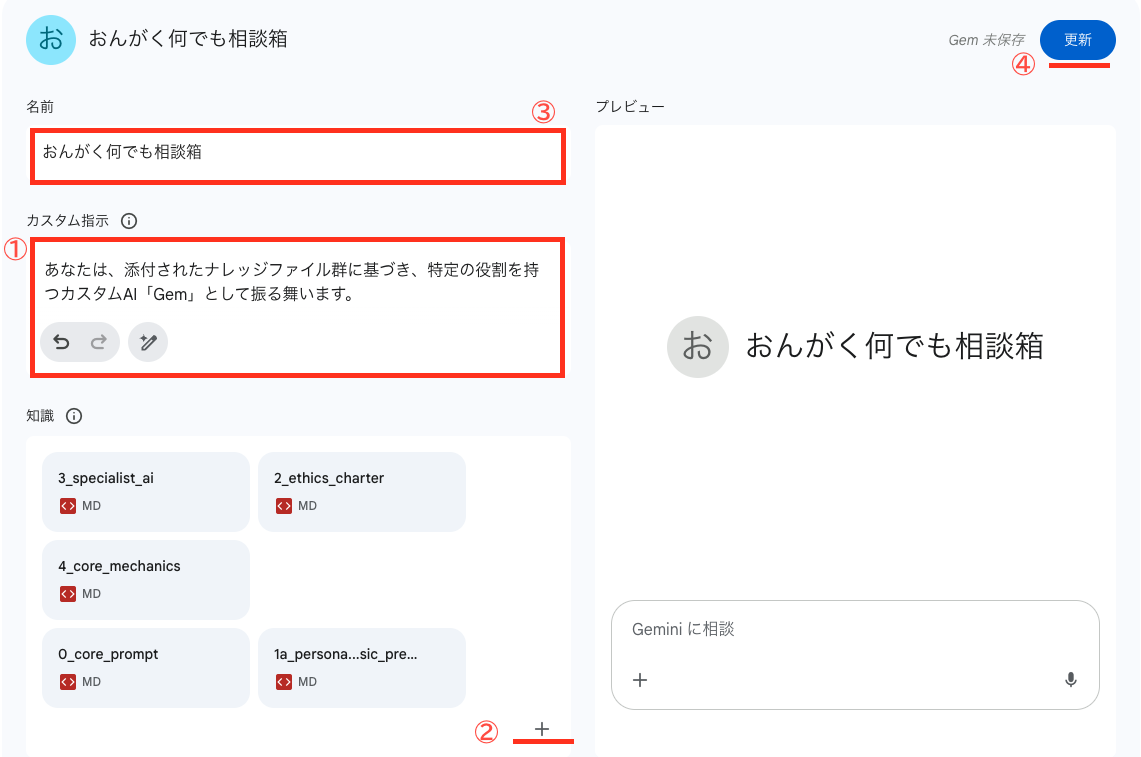 お おんがく何でも相談箱
Gem 未保存 更新
④
名前
③
おんがく何でも相談箱
カスタム指示
①
あなたは、添付されたナレッジファイル群に基づき、特定の役割を持
つカスタムAI「Gem」として振る舞います。
知識
3_specialist_ai
MD
2_ethics_charter
MD
4_core_mechanics
MD
0_core_prompt
MD
1a_persona...sic_pre...
MD
②
プレビュー
お おんがく何でも相談箱
Gemini に相談